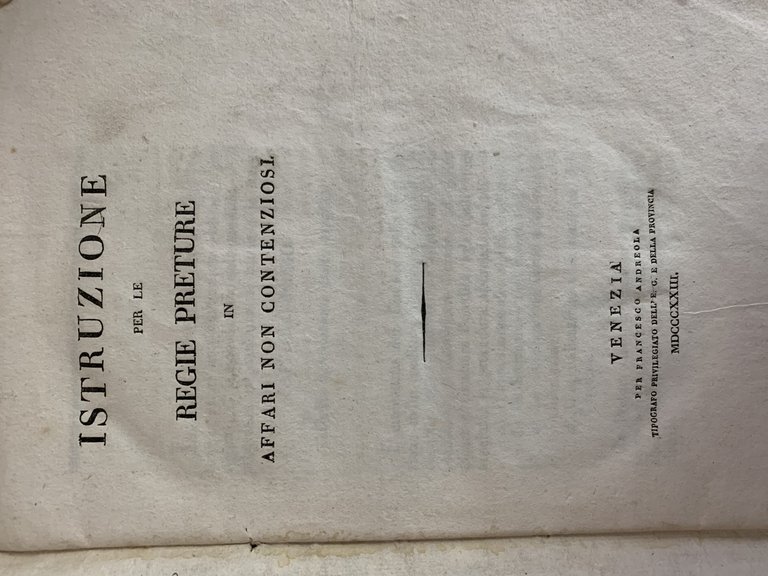 ISTRUZIONE
PER LE
REGIE PRETURE
IN
AFFARI NON CONTENZIOSI.
VENEZIA
PER FRANCESCO ANDREOLA
TIPOGRAFO PRIVILEGIATO DELL' E. G. E DELLA PROVINCIA
MDCCCXXIII.